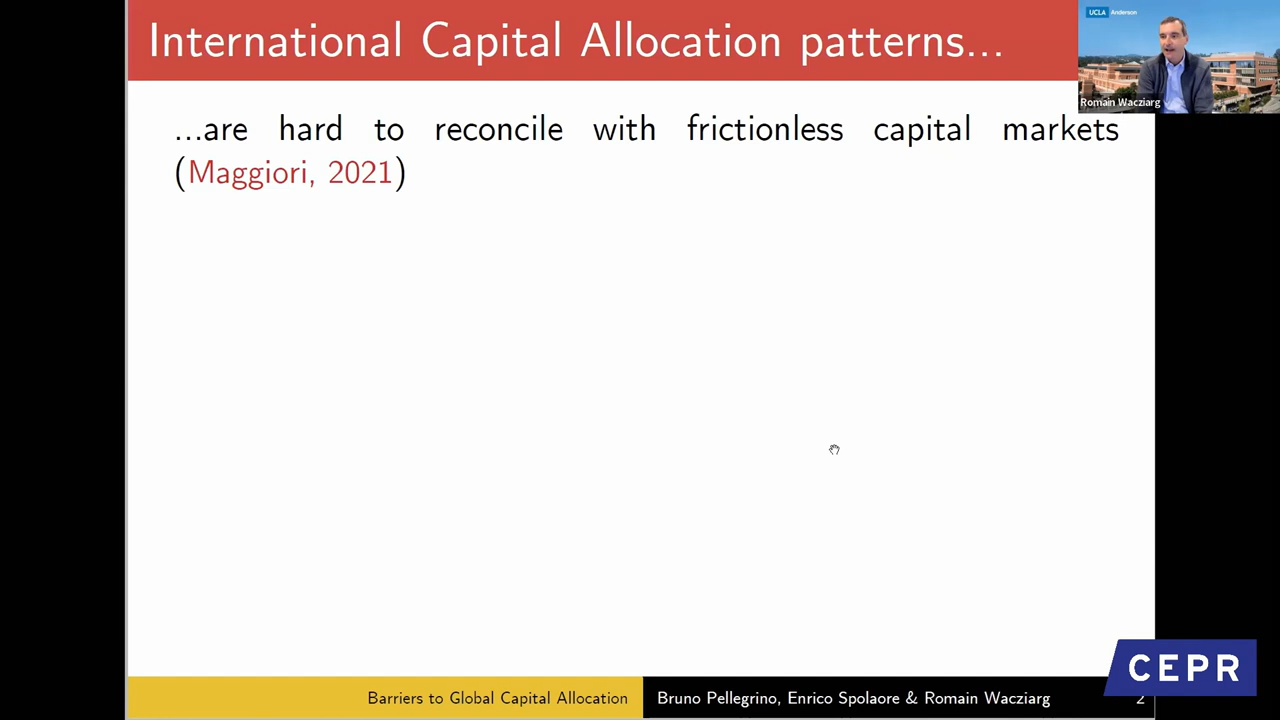 International Capital Allocation patterns...
UCLA Anderson
Romain Wacziarg
...are hard to reconcile with frictionless capital markets
(Maggiori, 2021)
CEPR
Barriers to Global Capital Allocation
Bruno Pellegrino, Enrico Spolaore & Romain Wacziarg
2